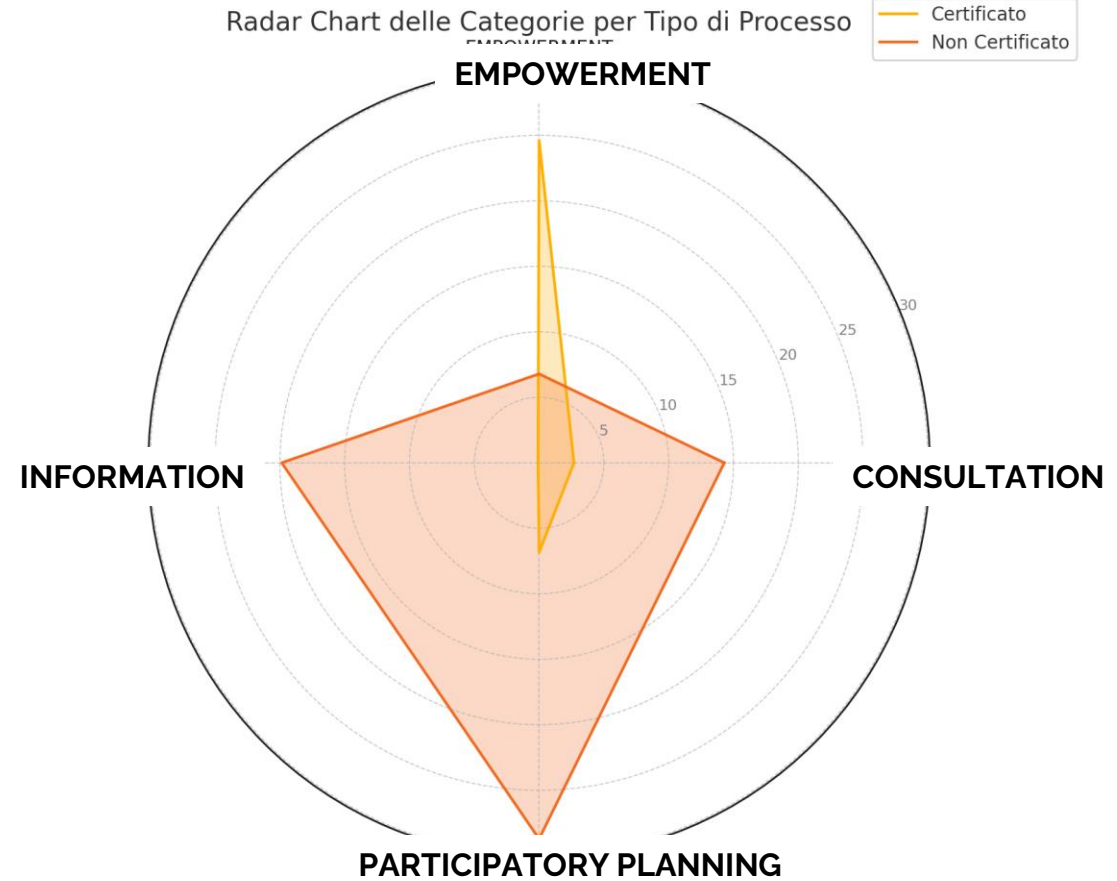 Radar Chart delle Categorie per Tipo di Processo
Certificato
Non Certificato
EMPOWERMENT
EMPOWERMENT
30
25
20
15
10
5
INFORMATION
CONSULTATION
PARTICIPATORY PLANNING